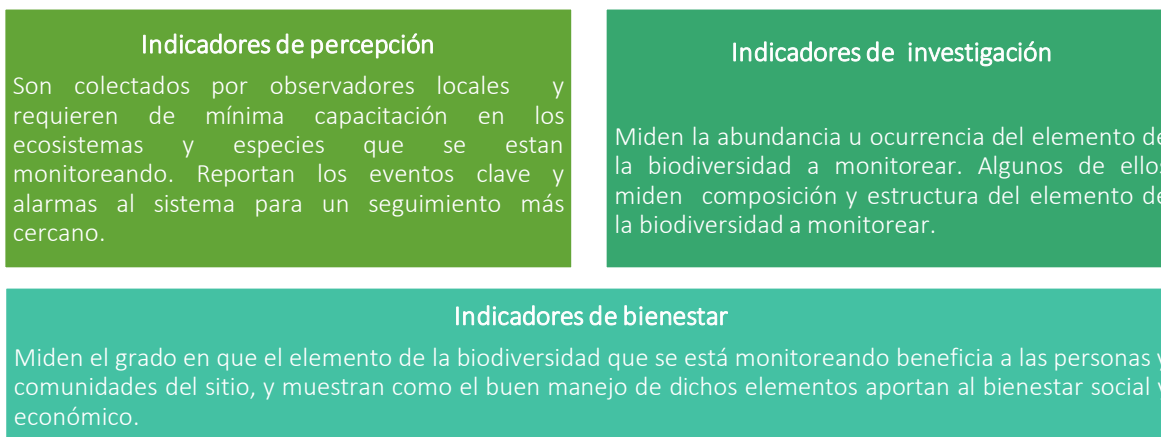 Indicadores de percepción
Son colectados por observadores locales y
requieren de mínima capacitación en los
ecosistemas y especies que se estan
monitoreando. Reportan los eventos clave y
alarmas al sistema para un seguimiento más
cercano.
Indicadores de investigación
Miden la abundancia u ocurrencia del elemento de
la biodiversidad a monitorear. Algunos de ellos
miden composición y estructura del elemento de
la biodiversidad a monitorear.
Indicadores de bienestar
Miden el grado en que el elemento de la biodiversidad que se está monitoreando beneficia a las personas y
comunidades del sitio, y muestran como el buen manejo de dichos elementos aportan al bienestar social y
económico.